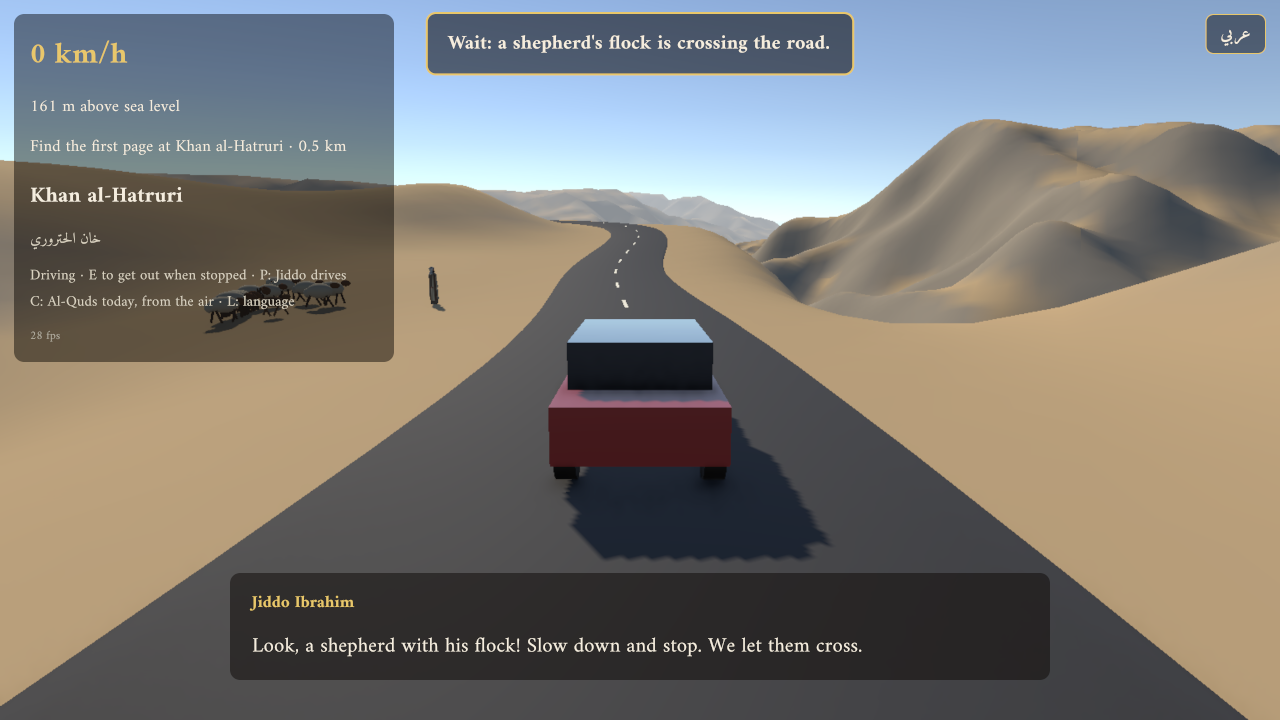 0 km/h
161 m above sea level
Find the first page at Khan al-Hatruri · 0.5 km
Khan al-Hatruri
خان الحتروري
Driving · E to get out when stopped · P: Jiddo drives
C: Al-Quds today, from the air · L: language
28 fps
Wait: a shepherd's flock is crossing the road.
عربي
Jiddo Ibrahim
Look, a shepherd with his flock! Slow down and stop. We let them cross.